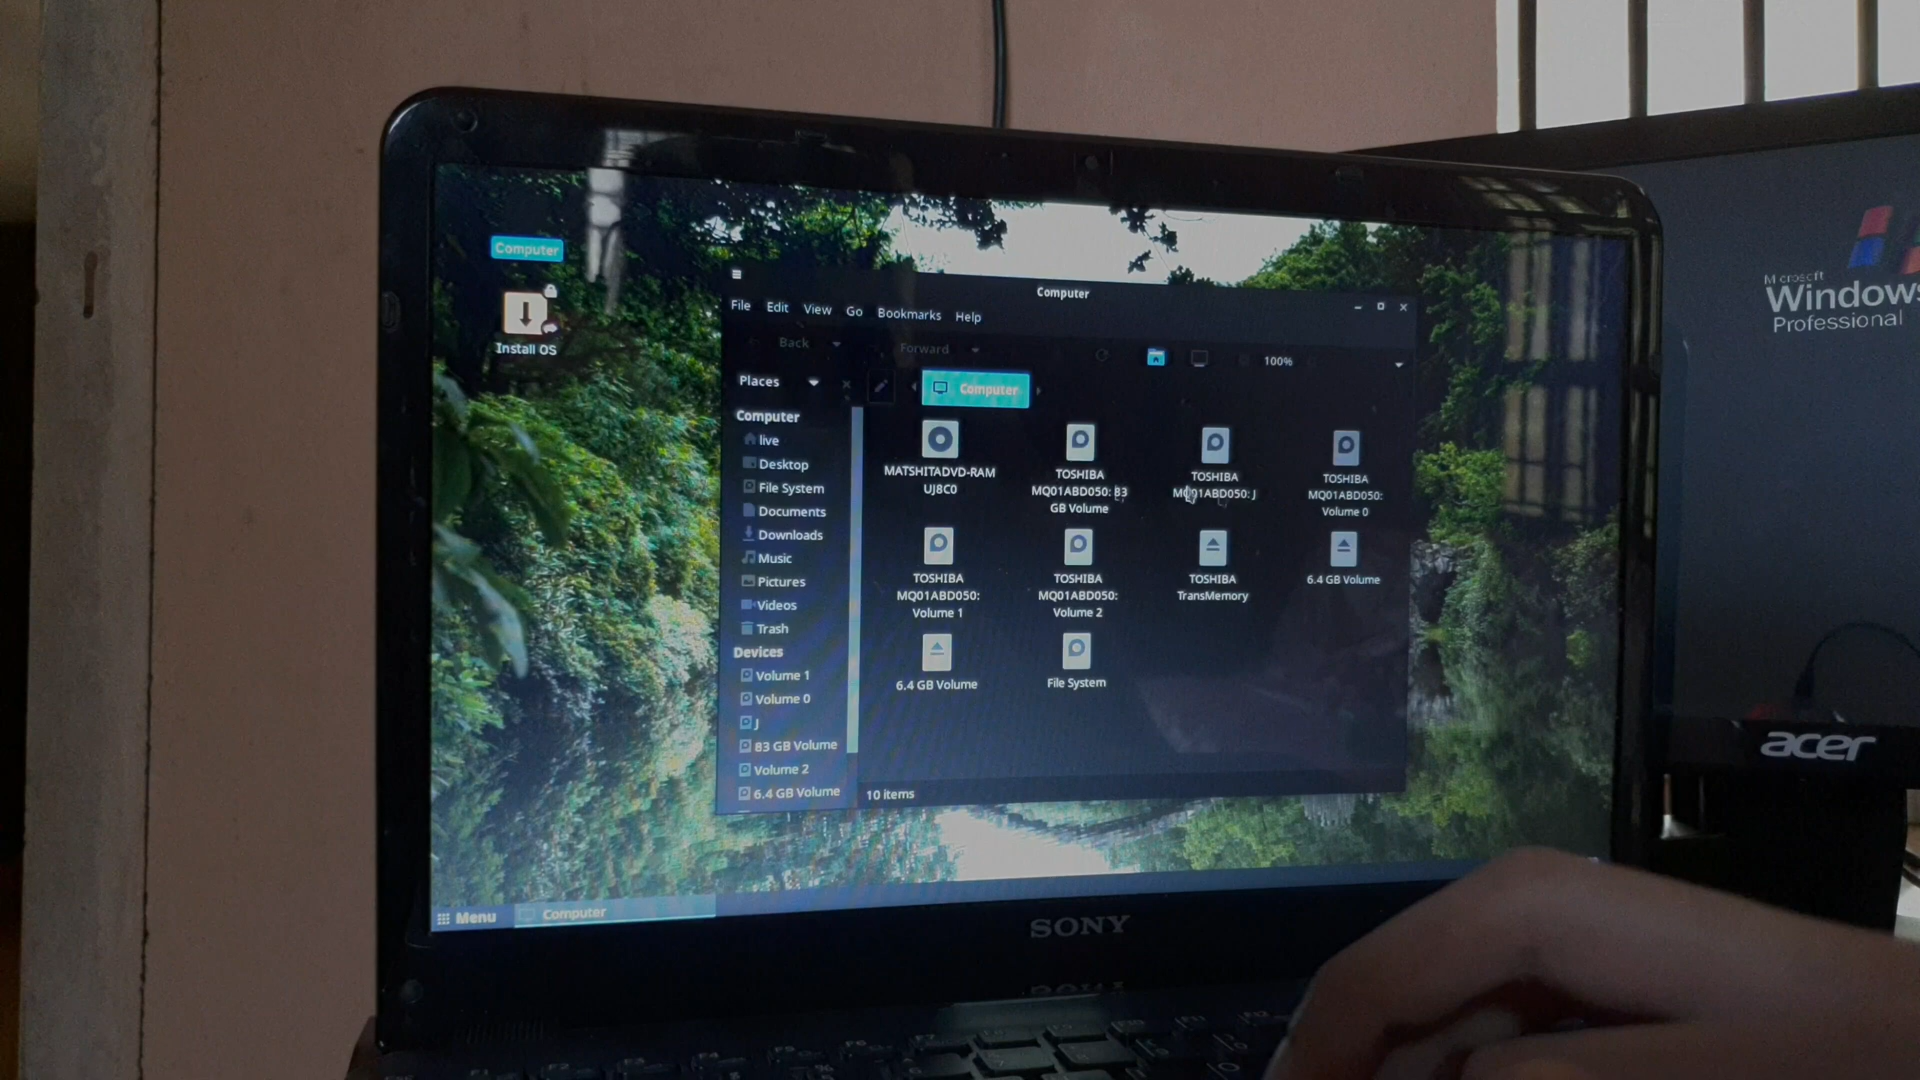 Computer
Install OS
Computer
File Edit View Go Bookmarks Help
Back
Forward
100%
Places
Computer
Computer
live
Desktop
File System
Documents
Downloads
Music
Pictures
Videos
Trash
Devices
Volume 1
Volume 0
J
83 GB Volume
Volume 2
6.4 GB Volume
MATSHITADVD-RAM
UJ8C0
TOSHIBA
MQ01ABD050: 83
GB Volume
TOSHIBA
MQ01ABD050: J
TOSHIBA
MQ01ABD050:
Volume 0
TOSHIBA
MQ01ABD050:
Volume 1
TOSHIBA
MQ01ABD050:
Volume 2
TOSHIBA
TransMemory
6.4 GB Volume
6.4 GB Volume
File System
10 items
Menu
Computer
SONY
Microsoft
Windows
Professional
acer